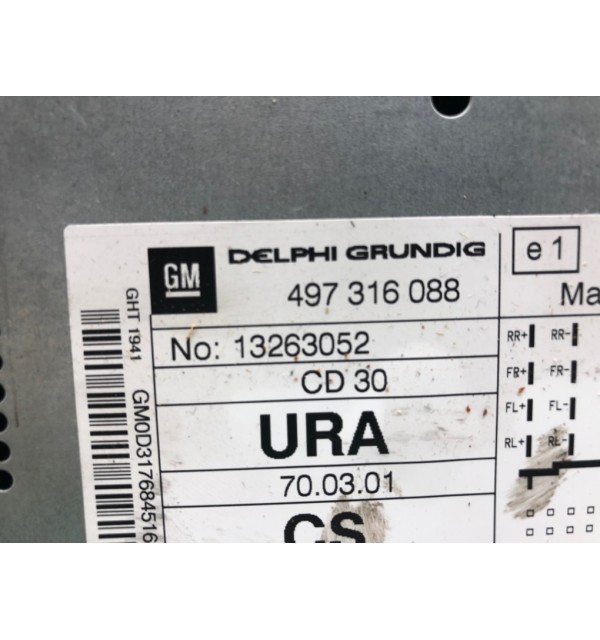 GM
DELPHI GRUNDIG
497 316 088
e1
Ma
No: 13263052
CD 30
URA
70.03.01
CS
RR+ RR-
FR+ FR-
FL+ FL-
RL+ RL-
GHT 1941
GM0D317684516